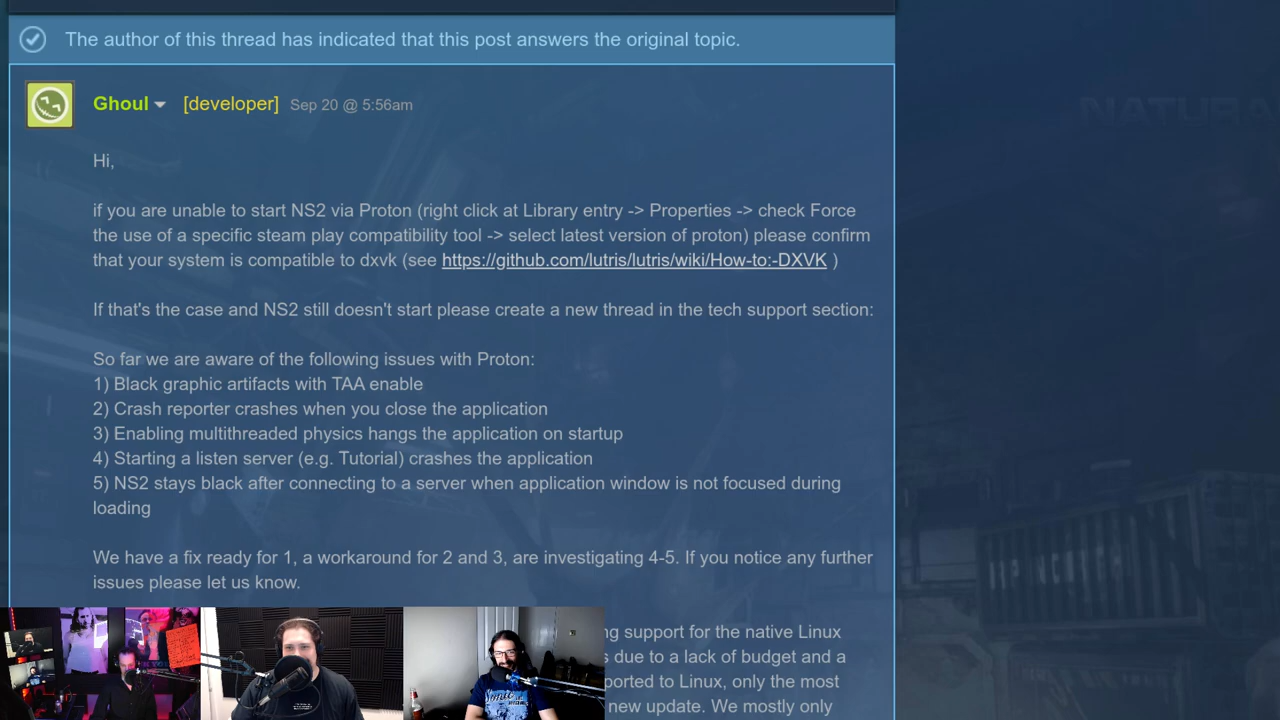 The author of this thread has indicated that this post answers the original topic.
Ghoul [developer] Sep 20 @ 5:56am
Hi,
if you are unable to start NS2 via Proton (right click at Library entry -> Properties -> check Force
the use of a specific steam play compatibility tool -> select latest version of proton) please confirm
that your system is compatible to dxvk (see https://github.com/lutris/lutris/wiki/How-to:-DXVK )
If that's the case and NS2 still doesn't start please create a new thread in the tech support section:
So far we are aware of the following issues with Proton:
1) Black graphic artifacts with TAA enable
2) Crash reporter crashes when you close the application
3) Enabling multithreaded physics hangs the application on startup
4) Starting a listen server (e.g. Tutorial) crashes the application
5) NS2 stays black after connecting to a server when application window is not focused during
loading
We have a fix ready for 1, a workaround for 2 and 3, are investigating 4-5. If you notice any further
issues please let us know.
support for the native Linux
due to a lack of budget and a
to Linux, only the most
new update. We mostly only